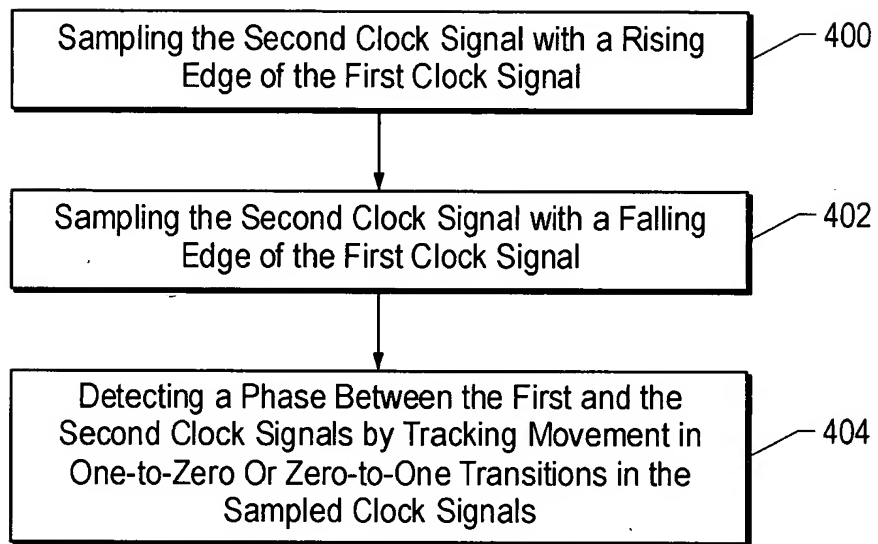 Sampling the Second Clock Signal with a Rising
Edge of the First Clock Signal
400
Sampling the Second Clock Signal with a Falling
Edge of the First Clock Signal
402
Detecting a Phase Between the First and the
Second Clock Signals by Tracking Movement in
One-to-Zero Or Zero-to-One Transitions in the
Sampled Clock Signals
404